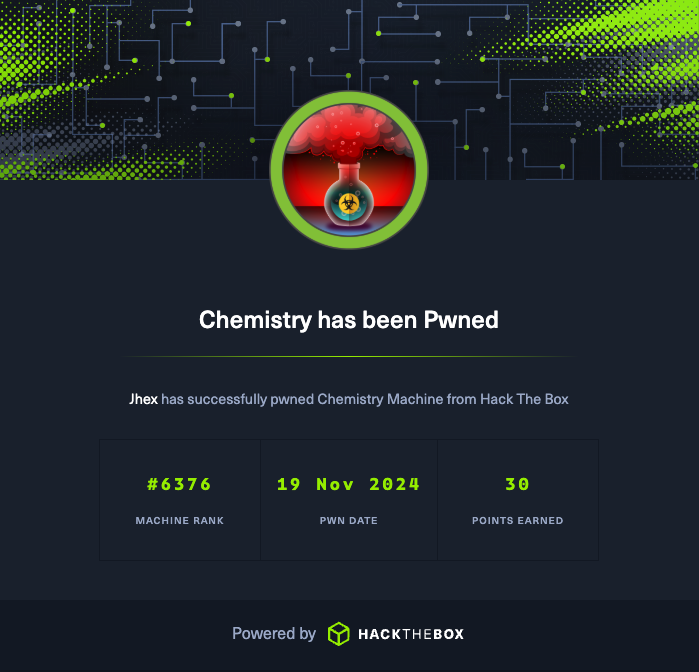 Chemistry has been Pwned
Jhex has successfully pwned Chemistry Machine from Hack The Box
#6376 19 Nov 2024 30
MACHINE RANK PWN DATE POINTS EARNED
Powered by HACKTHEBOX